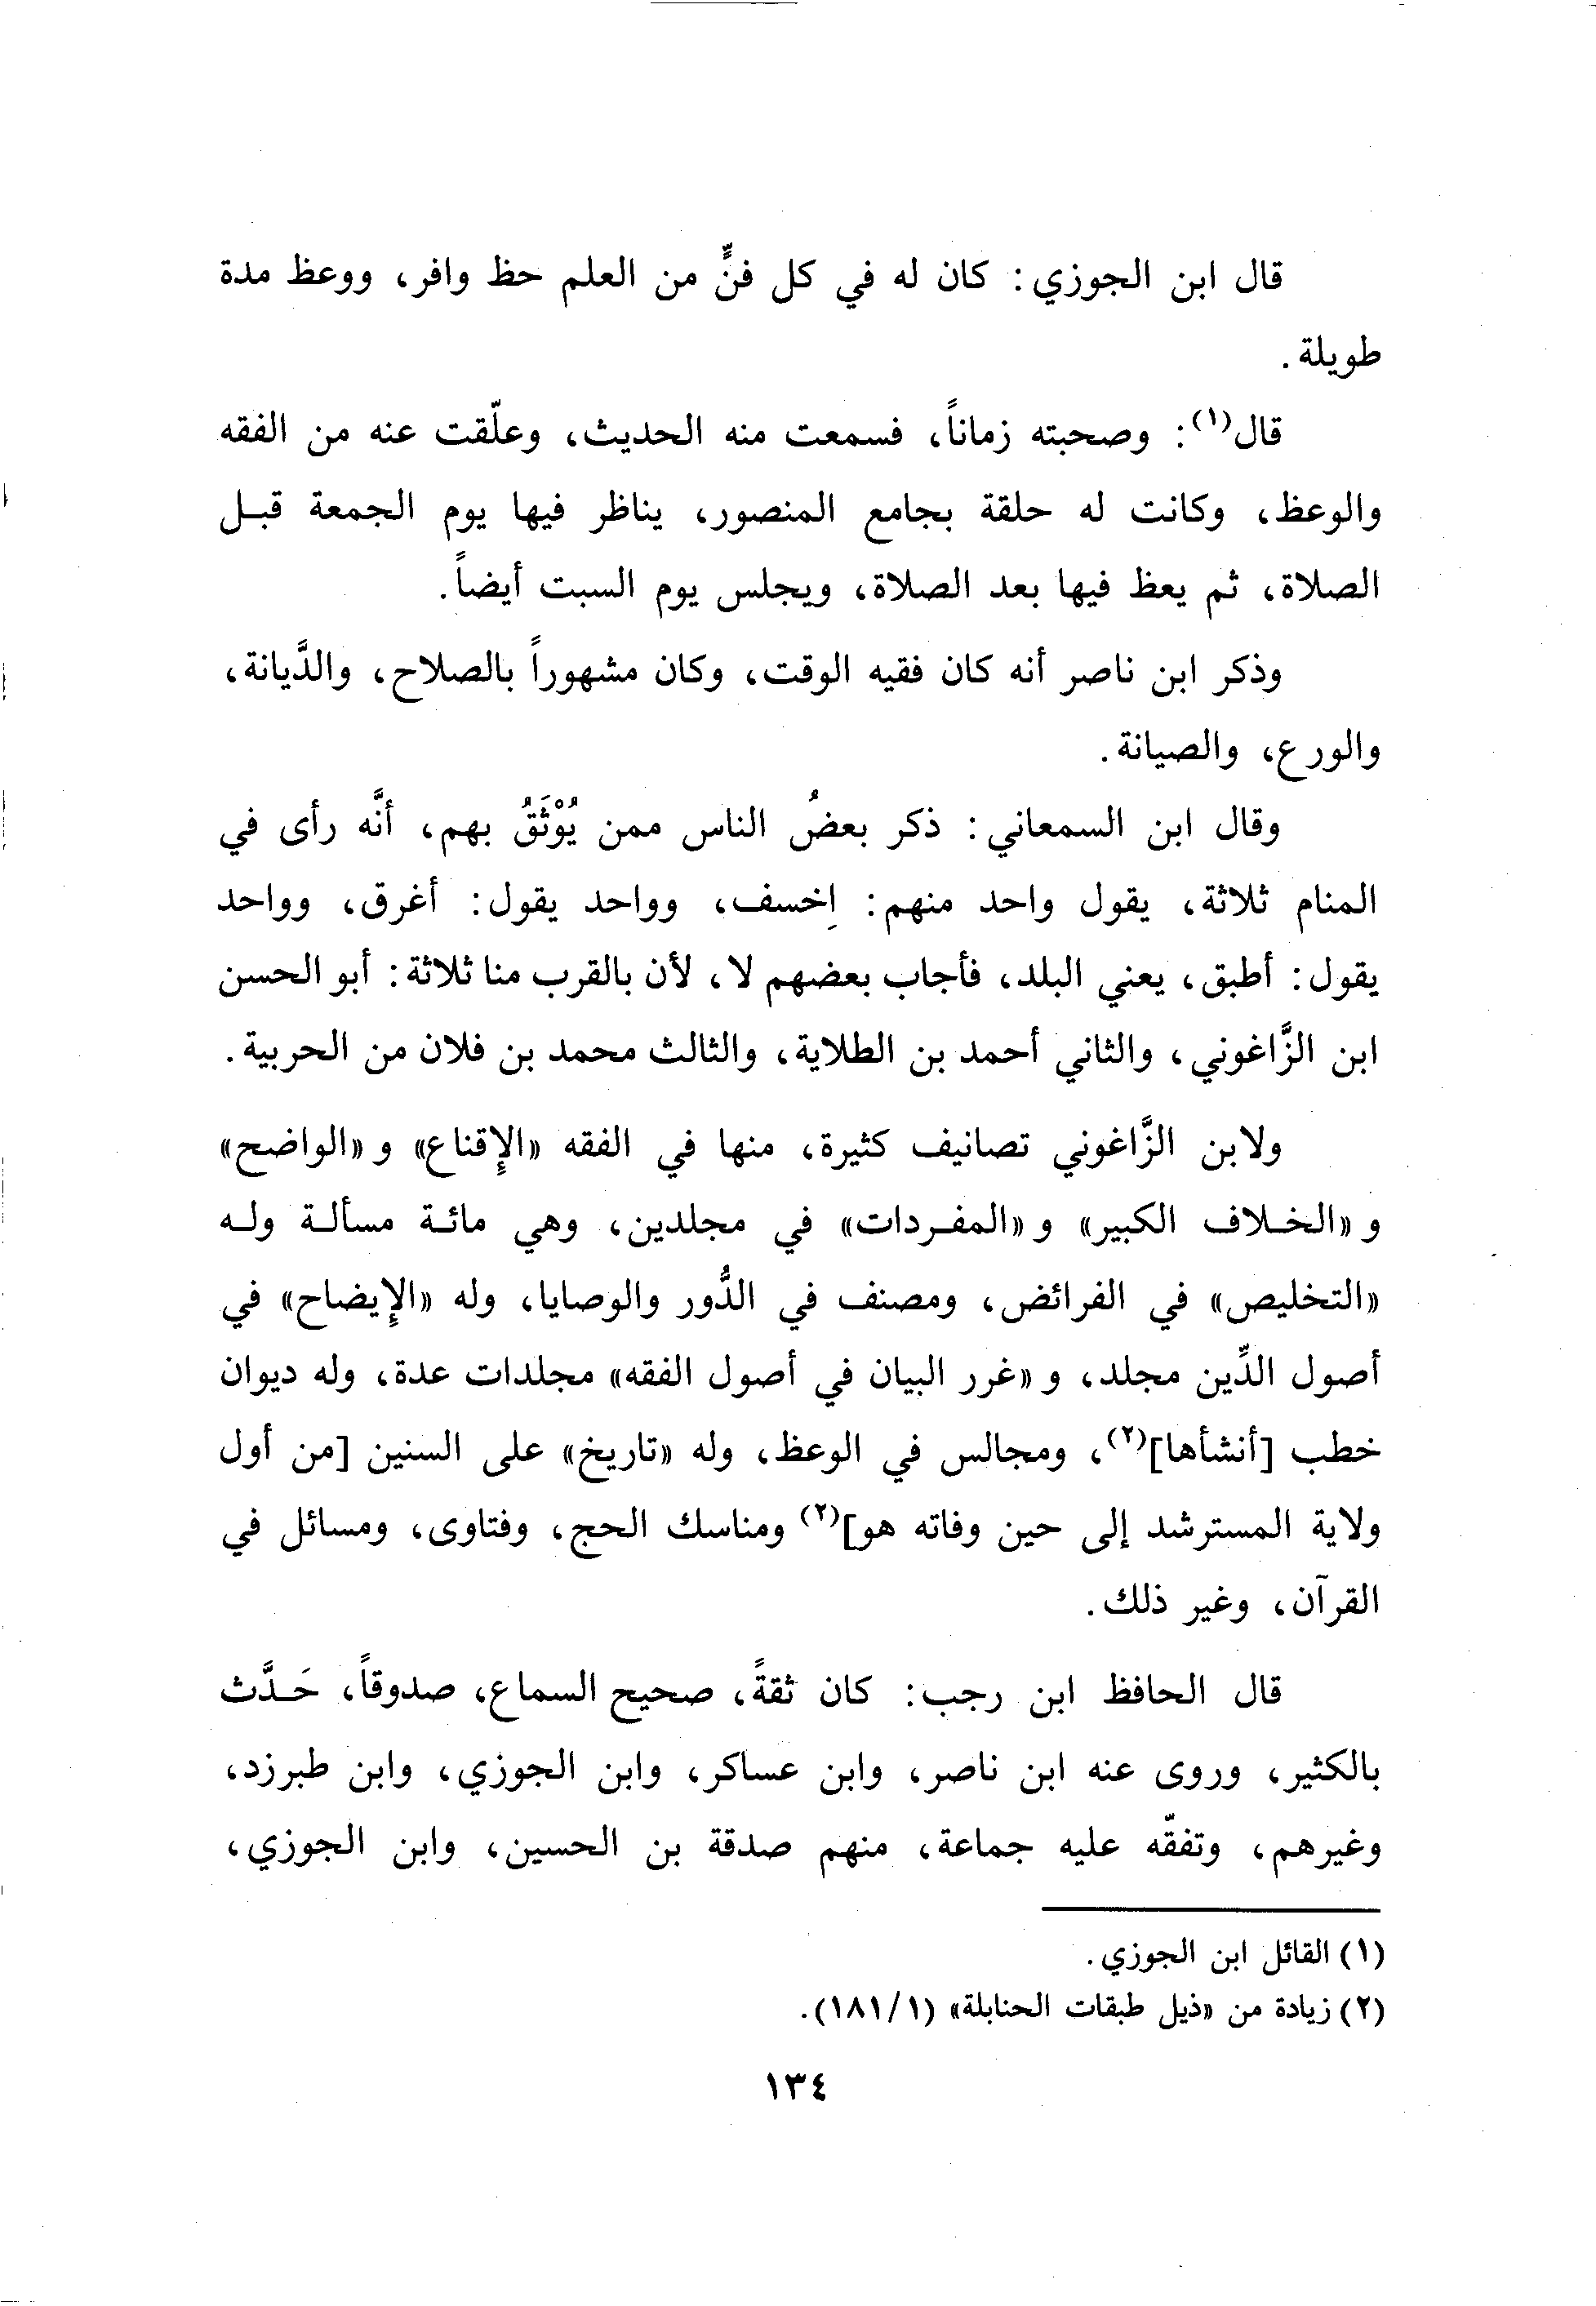 قال ابن الجوزي: كان له في كل فنٍّ من العلم حظ وافر، ووعظ مدة
طويلة.
قال(١): وصحبته زماناً، فسمعت منه الحديث، وعلّقت عنه من الفقه
والوعظ، وكانت له حلقة بجامع المنصور، يناظر فيها يوم الجمعة قبل
الصلاة، ثم يعظ فيها بعد الصلاة، ويجلس يوم السبت أيضاً.
وذكر ابن ناصر أنه كان فقيه الوقت، وكان مشهوراً بالصلاح، والدَّيانة،
والورع، والصيانة.
وقال ابن السمعاني: ذكر بعضُ الناس ممن يُوْثَقُ بهم، أنَّه رأى في
المنام ثلاثة، يقول واحد منهم: إخسف، وواحد يقول: أغرق، وواحد
يقول: أطبق، يعني البلد، فأجاب بعضهم لا، لأن بالقرب منا ثلاثة: أبو الحسن
ابن الزَّاغوني، والثاني أحمد بن الطلاية، والثالث محمد بن فلان من الحربية.
ولابن الزَّاغوني تصانيف كثيرة، منها في الفقه «الإقناع» و «الواضح»
و «الخلاف الكبير» و «المفردات» في مجلدين، وهي مائة مسألة وله
«التخليص» في الفرائض، ومصنف في الدُّور والوصايا، وله «الإيضاح» في
أصول الدِّين مجلد، و «غرر البيان في أصول الفقه» مجلدات عدة، وله ديوان
خطب [أنشأها](٢)، ومجالس في الوعظ، وله «تاريخ» على السنين [من أول
ولاية المسترشد إلى حين وفاته هو](٢) ومناسك الحج، وفتاوى، ومسائل في
القرآن، وغير ذلك.
قال الحافظ ابن رجب: كان ثقةً، صحيح السماع، صدوقاً، حَدَّث
بالكثير، وروى عنه ابن ناصر، وابن عساكر، وابن الجوزي، وابن طبرزد،
وغيرهم، وتفقّه عليه جماعة، منهم صدقة بن الحسين، وابن الجوزي،
(١) القائل ابن الجوزي.
(٢) زيادة من «ذيل طبقات الحنابلة» (١/١٨١).
١٣٤